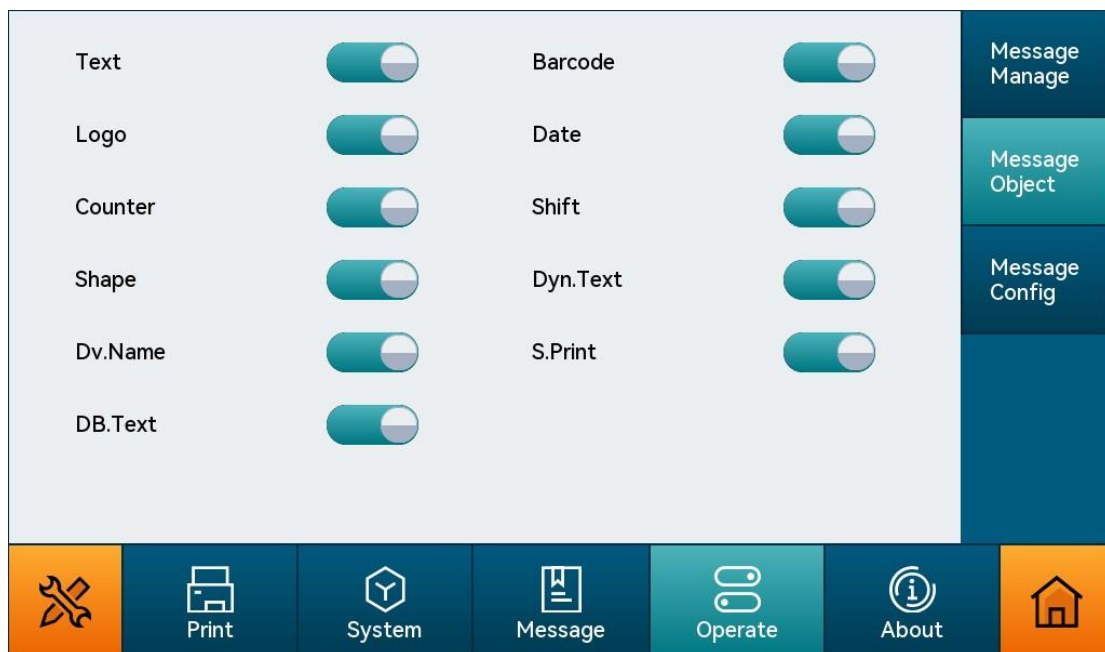 Text
Barcode
Logo
Date
Counter
Shift
Shape
Dyn.Text
Dv.Name
S.Print
DB.Text
Message
Manage
Message
Object
Message
Config
Print
System
Message
Operate
About